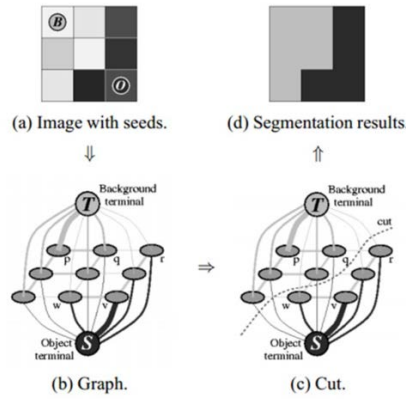 B
O
(a) Image with seeds.
(d) Segmentation results
Background
terminal
T
p
q
r
w
v
Object
terminal
S
(b) Graph.
Background
terminal
T
cut
p
q
r
w
v
Object
terminal
S
(c) Cut.